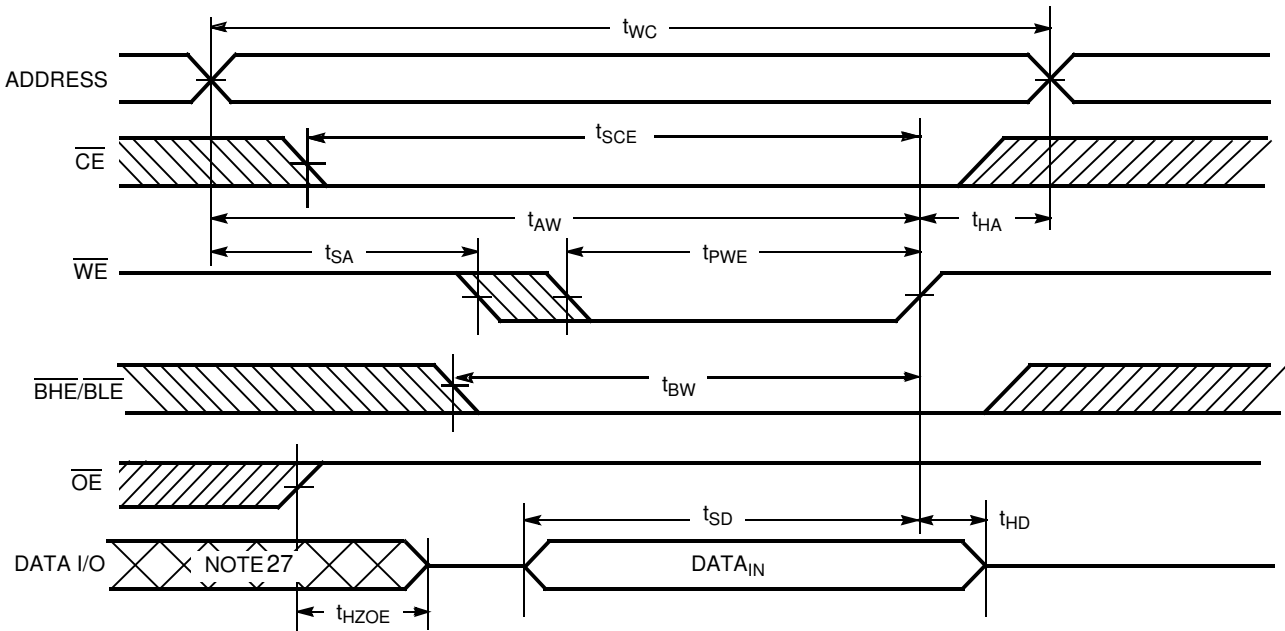 tWC
ADDRESS
tSCE
CE
tAW
tHA
tSA
tPWE
WE
tBW
BHE/BLE
OE
tSD
tHD
DATA I/O
NOTE 27
DATAIN
tHZOE